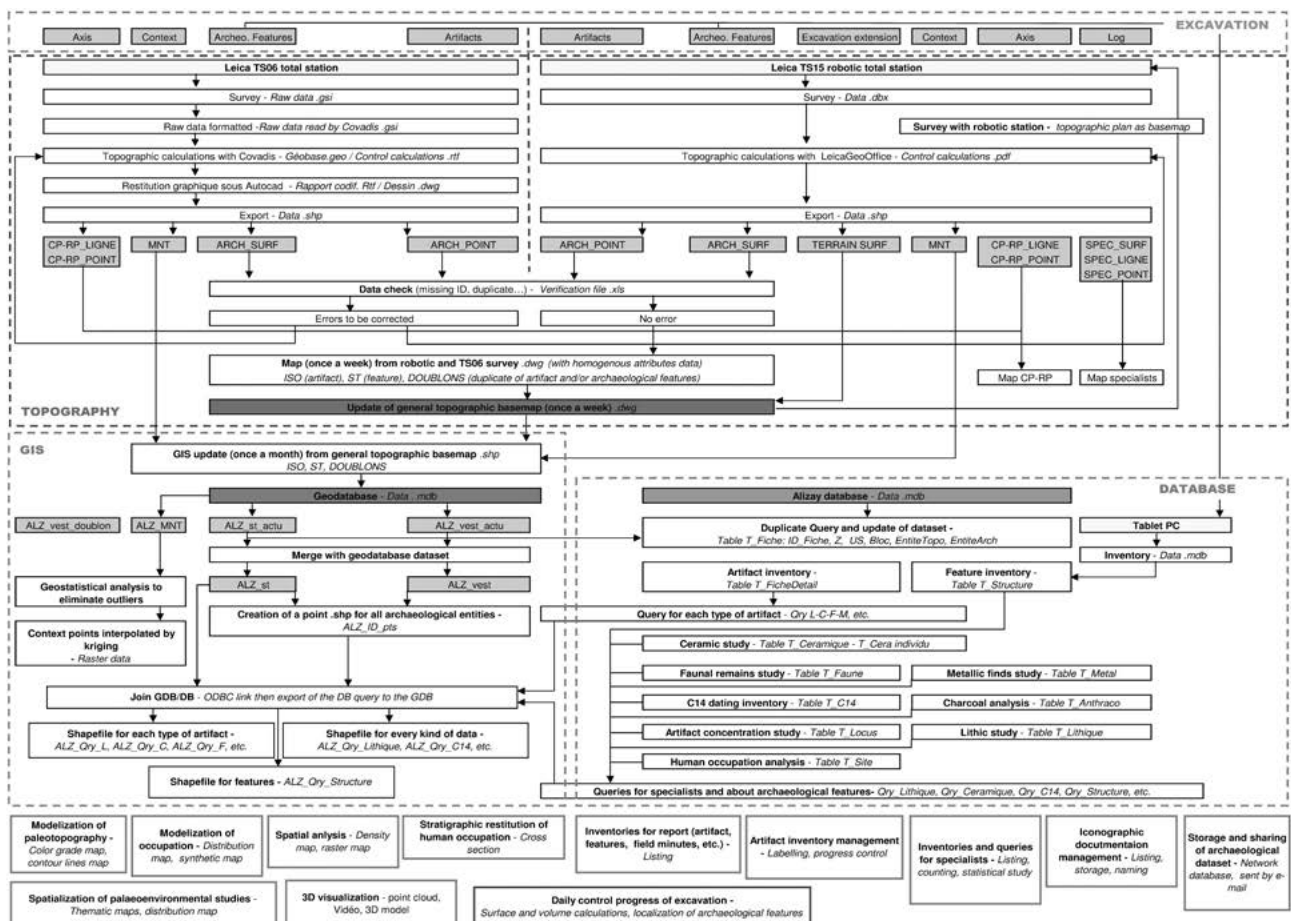 EXCAVATION
Axis
Context
Archeo. Features
Artifacts
Artifacts
Archeo. Features
Excavation extension
Context
Axis
Log
Leica TS06 total station
Survey - Raw data .gsi
Raw data formatted -Raw data read by Covadis .gsi
Topographic calculations with Covadis - Géobase.geo / Control calculations .rtf
Restitution graphique sous Autocad - Rapport codif. Rtf / Dessin .dwg
Export - Data .shp
Leica TS15 robotic total station
Survey - Data .dbx
Survey with robotic station - topographic plan as basemap
Topographic calculations with LeicaGeoOffice - Control calculations .pdf
Export - Data .shp
CP-RP_LIGNE
CP-RP_POINT
MNT
ARCH_SURF
ARCH_POINT
ARCH_POINT
ARCH_SURF
TERRAIN SURF
MNT
CP-RP_LIGNE
CP-RP_POINT
SPEC_SURF
SPEC_LIGNE
SPEC_POINT
Data check (missing ID, duplicate…) - Verification file .xls
Errors to be corrected
No error
Map (once a week) from robotic and TS06 survey .dwg (with homogenous attributes data)
ISO (artifact), ST (feature), DOUBLONS (duplicate of artifact and/or archaeological features)
Map CP-RP
Map specialists
Update of general topographic basemap (once a week) .dwg
TOPOGRAPHY
GIS
GIS update (once a month) from general topographic basemap .shp
ISO, ST, DOUBLONS
Geodatabase - Data .mdb
ALZ_vest_doublon
ALZ_MNT
ALZ_st_actu
ALZ_vest_actu
Merge with geodatabase dataset
ALZ_st
ALZ_vest
Geostatistical analysis to
eliminate outliers
Creation of a point .shp for all archaeological entities -
ALZ_ID_pts
Context points interpolated by
kriging
- Raster data
Join GDB/DB - ODBC link then export of the DB query to the GDB
Shapefile for each type of artifact -
ALZ_Qry_L, ALZ_Qry_C, ALZ_Qry_F, etc.
Shapefile for every kind of data -
ALZ_Qry_Lithique, ALZ_Qry_C14, etc.
Shapefile for features - ALZ_Qry_Structure
DATABASE
Alizay database - Data .mdb
Duplicate Query and update of dataset -
Table T_Fiche: ID_Fiche, Z, US, Bloc, EntiteTopo, EntiteArch
Tablet PC
Inventory - Data .mdb
Artifact inventory -
Table T_FicheDetail
Feature inventory -
Table T_Structure
Query for each type of artifact - Qry L-C-F-M, etc.
Ceramic study - Table T_Ceramique - T_Cera individu
Faunal remains study - Table T_Faune
Metallic finds study - Table T_Metal
C14 dating inventory - Table T_C14
Charcoal analysis - Table T_Anthraco
Artifact concentration study - Table T_Locus
Lithic study - Table T_Lithique
Human occupation analysis - Table T_Site
Queries for specialists and about archaeological features- Qry_Lithique, Qry_Ceramique, Qry_C14, Qry_Structure, etc.
Modelization of
paleotopography -
Color grade map,
contour lines map
Modelization of
occupation - Distribution
map, synthetic map
Spatial anlysis - Density
map, raster map
Stratigraphic restitution of
human occupation - Cross
section
Inventories for report (artifact,
features, field minutes, etc.) -
Listing
Artifact inventory management
- Labelling, progress control
Inventories and queries
for specialists - Listing,
counting, statistical study
Iconographic
documentmaion
management - Listing,
storage, naming
Storage and sharing
of archaeological
dataset - Network
database, sent by e-
mail
Spatialization of palaeoenvironmental studies -
Thematic maps, distribution map
3D visualization - point cloud,
Vidéo, 3D model
Daily control progress of excavation -
Surface and volume calculations, localization of archaeological features